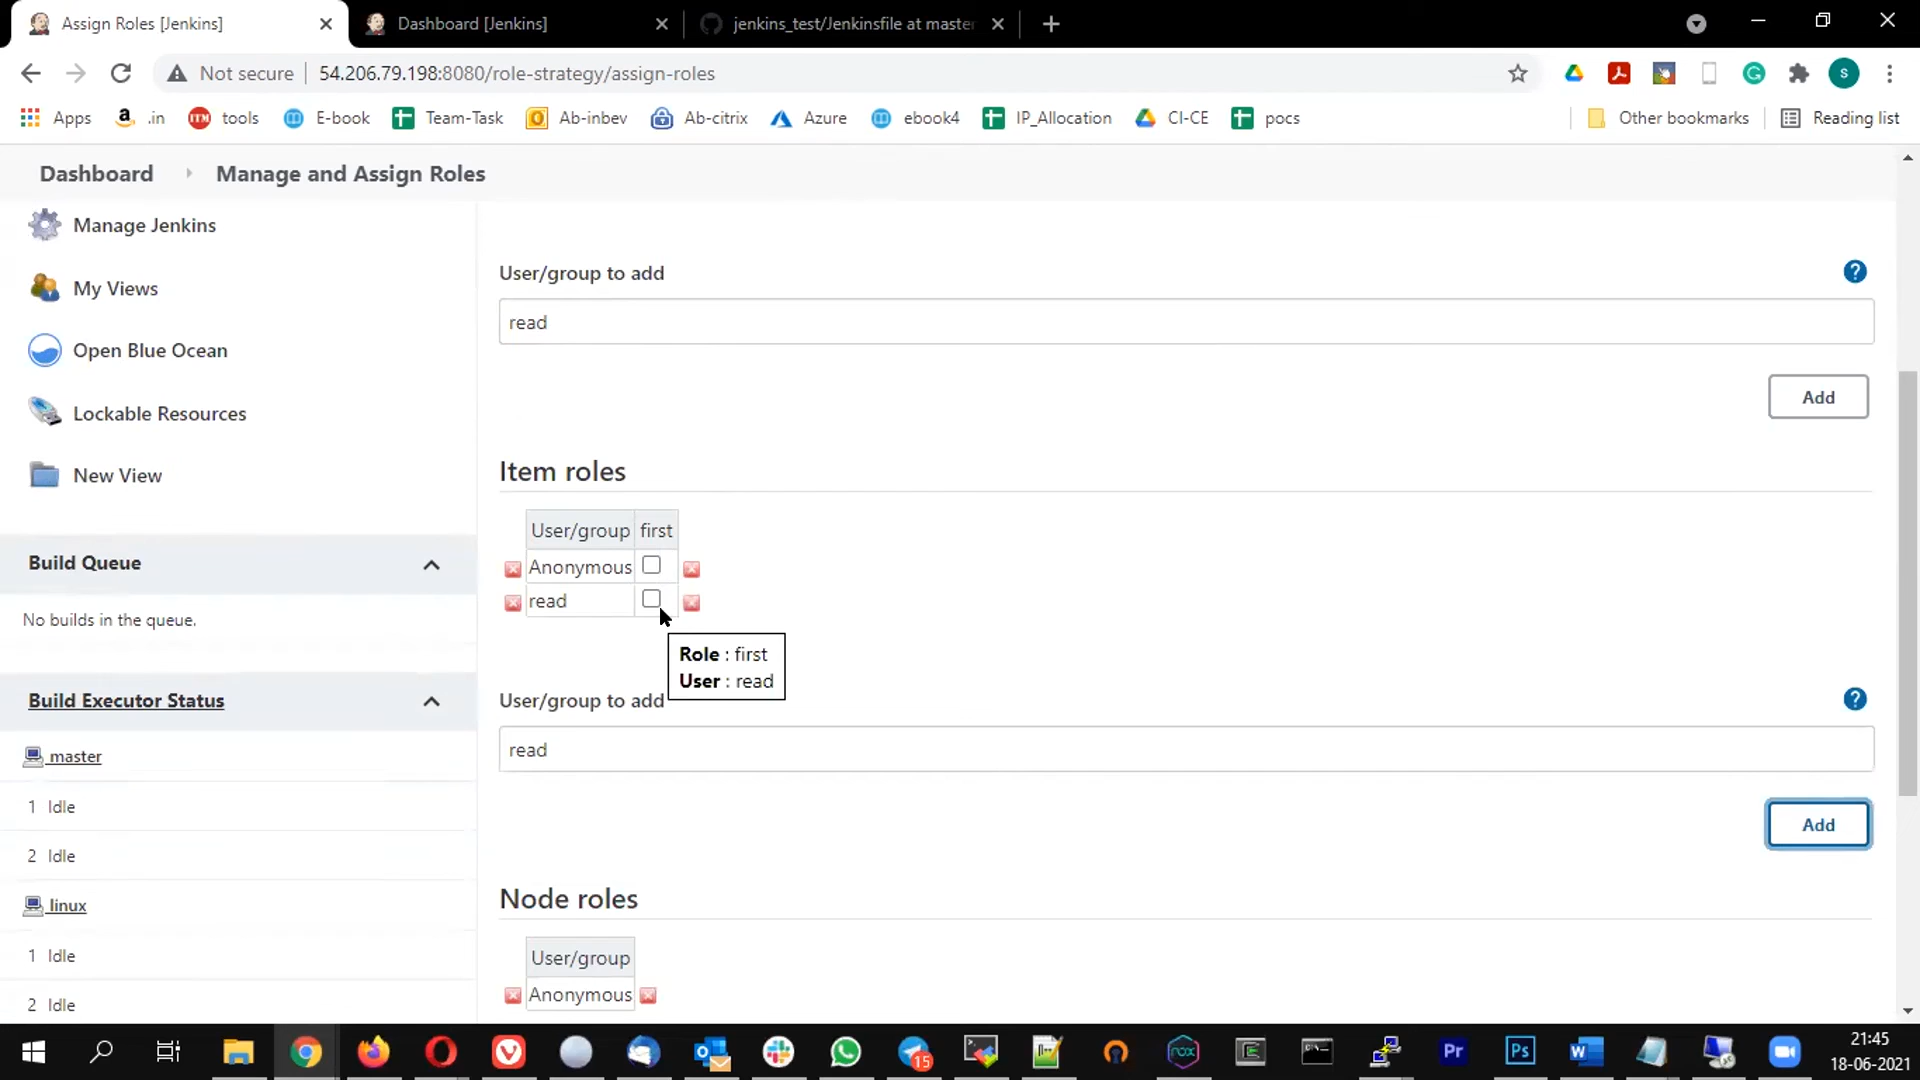 Assign Roles [Jenkins]
Dashboard [Jenkins]
jenkins_test/Jenkinsfile at master
Not secure
54.206.79.198:8080/role-strategy/assign-roles
S
Apps
.in
tools
E-book
Team-Task
Ab-inbev
Ab-citrix
Azure
ebook4
IP_Allocation
CI-CE
pocs
Other bookmarks
Reading list
Dashboard
Manage and Assign Roles
Manage Jenkins
My Views
Open Blue Ocean
Lockable Resources
New View
Build Queue
No builds in the queue.
Build Executor Status
master
1 Idle
2 Idle
linux
1 Idle
2 Idle
User/group to add
read
Add
Item roles
User/group first
Anonymous
read
Role : first
User : read
User/group to add
read
Add
Node roles
User/group
Anonymous
15
Pr
Ps
W
21:45
18-06-2021